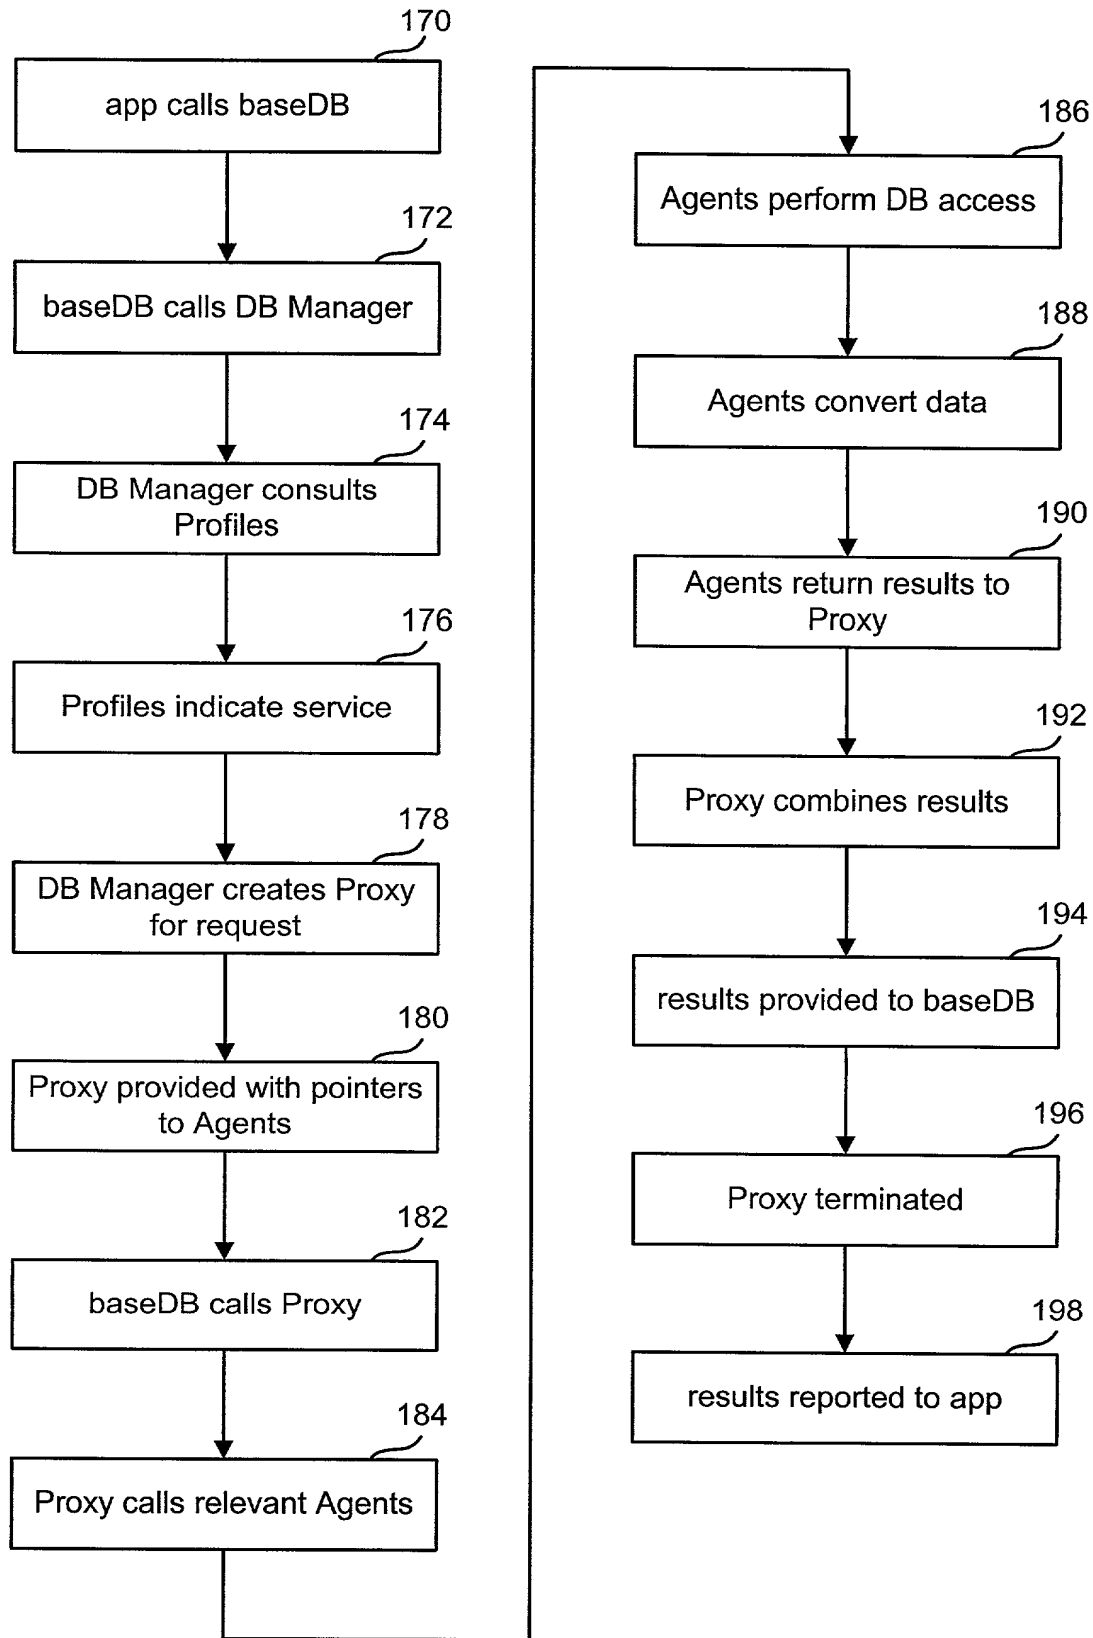 170
app calls baseDB
172
baseDB calls DB Manager
174
DB Manager consults
Profiles
176
Profiles indicate service
178
DB Manager creates Proxy
for request
180
Proxy provided with pointers
to Agents
182
baseDB calls Proxy
184
Proxy calls relevant Agents
186
Agents perform DB access
188
Agents convert data
190
Agents return results to
Proxy
192
Proxy combines results
194
results provided to baseDB
196
Proxy terminated
198
results reported to app